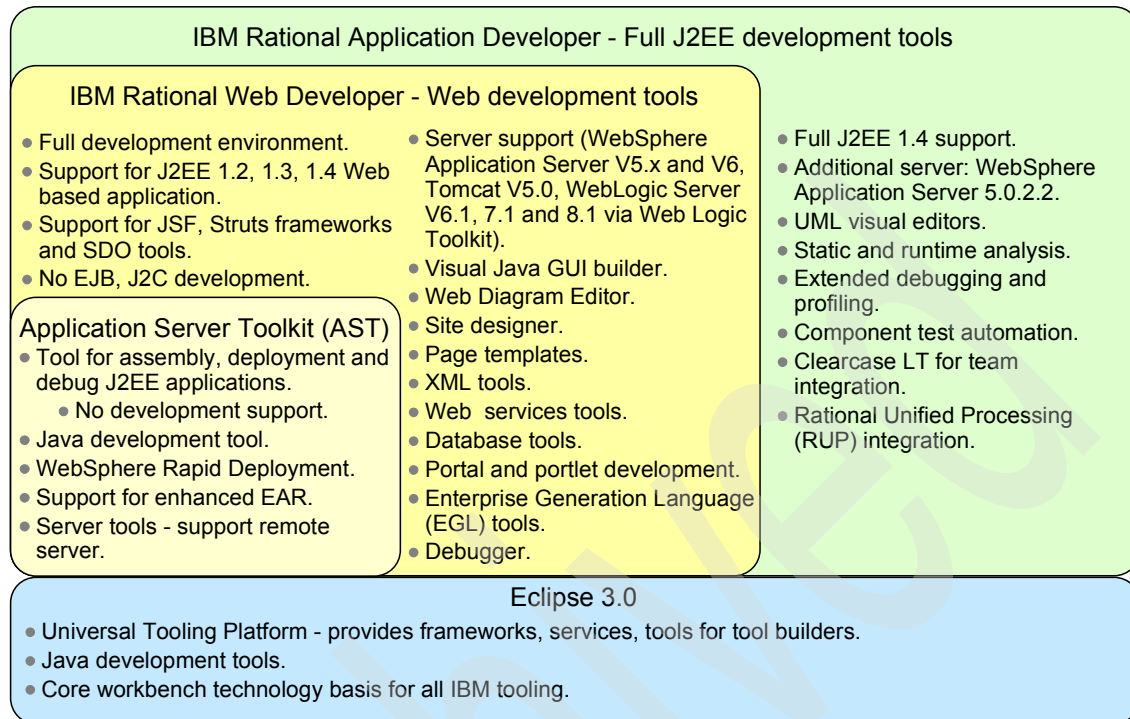 IBM Rational Application Developer - Full J2EE development tools
IBM Rational Web Developer - Web development tools
Full development environment.
Support for J2EE 1.2, 1.3, 1.4 Web
based application.
Support for JSF, Struts frameworks
and SDO tools.
No EJB, J2C development.
Application Server Toolkit (AST)
Tool for assembly, deployment and
debug J2EE applications.
No development support.
Java development tool.
WebSphere Rapid Deployment.
Support for enhanced EAR.
Server tools - support remote
server.
Server support (WebSphere
Application Server V5.x and V6,
Tomcat V5.0, WebLogic Server
V6.1, 7.1 and 8.1 via Web Logic
Toolkit).
Visual Java GUI builder.
Web Diagram Editor.
Site designer.
Page templates.
XML tools.
Web services tools.
Database tools.
Portal and portlet development.
Enterprise Generation Language
(EGL) tools.
Debugger.
Full J2EE 1.4 support.
Additional server: WebSphere
Application Server 5.0.2.2.
UML visual editors.
Static and runtime analysis.
Extended debugging and
profiling.
Component test automation.
Clearcase LT for team
integration.
Rational Unified Processing
(RUP) integration.
Eclipse 3.0
Universal Tooling Platform - provides frameworks, services, tools for tool builders.
Java development tools.
Core workbench technology basis for all IBM tooling.